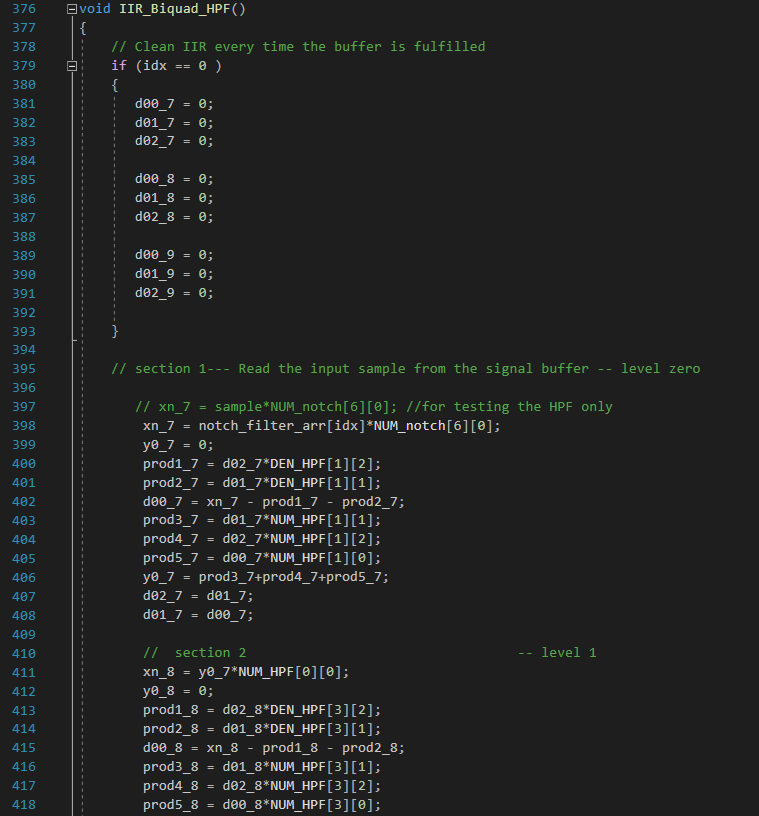 376 void IIR_Biquad_HPF()
377 {
378 // Clean IIR every time the buffer is fulfilled
379 if (idx == 0 )
380 {
381 d00_7 = 0;
382 d01_7 = 0;
383 d02_7 = 0;
384
385 d00_8 = 0;
386 d01_8 = 0;
387 d02_8 = 0;
388
389 d00_9 = 0;
390 d01_9 = 0;
391 d02_9 = 0;
392
393 }
394
395 // section 1--- Read the input sample from the signal buffer -- level zero
396
397 // xn_7 = sample*NUM_notch[6][0]; //for testing the HPF only
398 xn_7 = notch_filter_arr[idx]*NUM_notch[6][0];
399 y0_7 = 0;
400 prod1_7 = d02_7*DEN_HPF[1][2];
401 prod2_7 = d01_7*DEN_HPF[1][1];
402 d00_7 = xn_7 - prod1_7 - prod2_7;
403 prod3_7 = d01_7*NUM_HPF[1][1];
404 prod4_7 = d02_7*NUM_HPF[1][2];
405 prod5_7 = d00_7*NUM_HPF[1][0];
406 y0_7 = prod3_7+prod4_7+prod5_7;
407 d02_7 = d01_7;
408 d01_7 = d00_7;
409
410 // section 2 -- level 1
411 xn_8 = y0_7*NUM_HPF[0][0];
412 y0_8 = 0;
413 prod1_8 = d02_8*DEN_HPF[3][2];
414 prod2_8 = d01_8*DEN_HPF[3][1];
415 d00_8 = xn_8 - prod1_8 - prod2_8;
416 prod3_8 = d01_8*NUM_HPF[3][1];
417 prod4_8 = d02_8*NUM_HPF[3][2];
418 prod5_8 = d00_8*NUM_HPF[3][0];